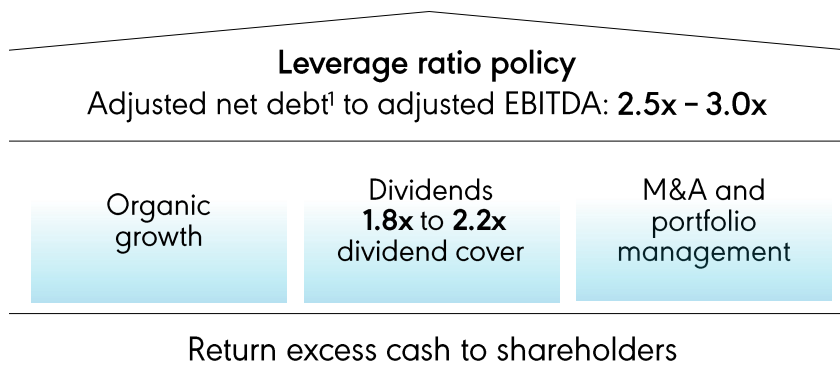 Leverage ratio policy
Adjusted net debt¹ to adjusted EBITDA: 2.5x – 3.0x
Organic
growth
Dividends
1.8x to 2.2x
dividend cover
M&A and
portfolio
management
Return excess cash to shareholders